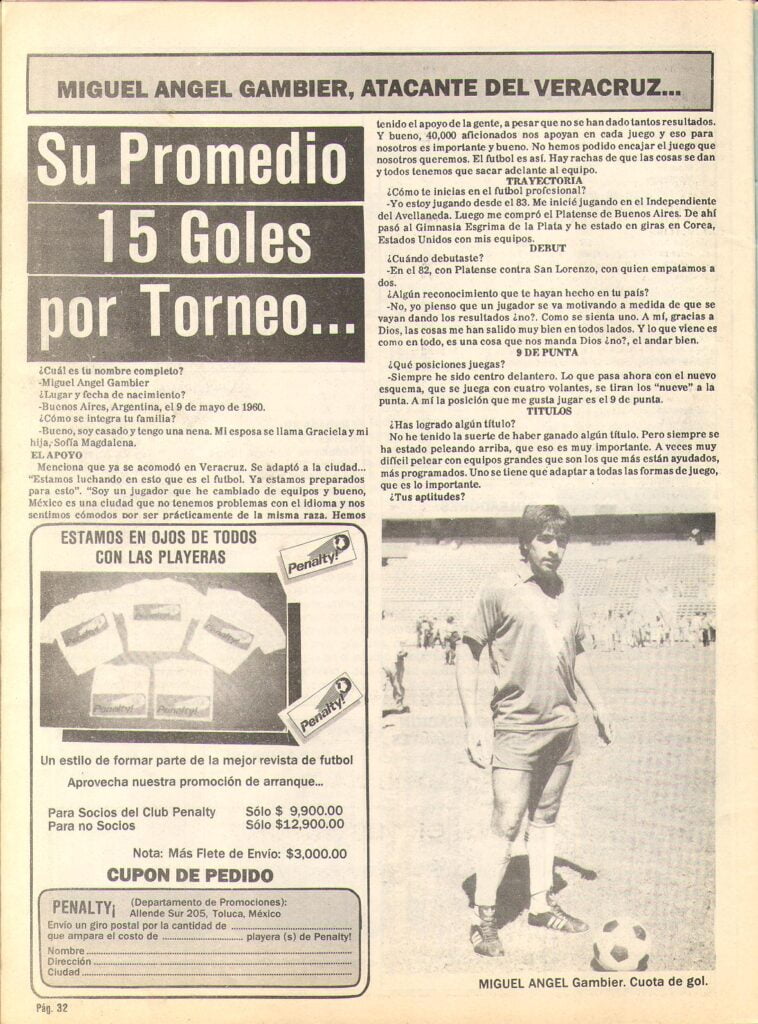 MIGUEL ANGEL GAMBIER, ATACANTE DEL VERACRUZ...
Su Promedio
15 Goles
por Torneo...
¿Cuál es tu nombre completo?
-Miguel Angel Gambier
¿Lugar y fecha de nacimiento?
-Buenos Aires, Argentina, el 9 de mayo de 1960.
¿Cómo se integra tu familia?
-Bueno, soy casado y tengo una nena. Mi esposa se llama Graciela y mi
hija, Sofía Magdalena.
EL APOYO
Menciona que ya se acomodó en Veracruz. Se adaptó a la ciudad...
"Estamos luchando en esto que es el futbol. Ya estamos preparados
para esto". "Soy un jugador que he cambiado de equipos y bueno,
México es una ciudad que no tenemos problemas con el idioma y nos
sentimos cómodos por ser prácticamente de la misma raza. Hemos
tenido el apoyo de la gente, a pesar que no se han dado tantos resultados.
Y bueno, 40,000 aficionados nos apoyan en cada juego y eso para
nosotros es importante y bueno. No hemos podido encajar el juego que
nosotros queremos. El futbol es así. Hay rachas de que las cosas se dan
y todos tenemos que sacar adelante al equipo.
TRAYECTORIA
¿Cómo te inicias en el futbol profesional?
-Yo estoy jugando desde el 83. Me inicié jugando en el Independiente
del Avellaneda. Luego me compró el Platense de Buenos Aires. De ahí
pasó al Gimnasia Esgrima de la Plata y he estado en giras en Corea,
Estados Unidos con mis equipos.
DEBUT
¿Cuándo debutaste?
-En el 82, con Platense contra San Lorenzo, con quien empatamos a
dos.
¿Algún reconocimiento que te hayan hecho en tu país?
-No, yo pienso que un jugador se va motivando a medida de que se
vayan dando los resultados ¿no?. Como se sienta uno. A mí, gracias a
Dios, las cosas me han salido muy bien en todos lados. Y lo que viene es
como en todo, es una cosa que nos manda Dios ¿no?, el andar bien.
9 DE PUNTA
¿Qué posiciones juegas?
-Siempre he sido centro delantero. Lo que pasa ahora con el nuevo
esquema, que se juega con cuatro volantes, se tiran los "nueve" a la
punta. A mí la posición que me gusta jugar es el 9 de punta.
TITULOS
¿Has logrado algún título?
No he tenido la suerte de haber ganado algún título. Pero siempre se
ha estado peleando arriba, que eso es muy importante. A veces muy
difícil pelear con equipos grandes que son los que más están ayudados,
más programados. Uno se tiene que adaptar a todas las formas de juego,
que es lo importante.
¿Tus aptitudes?
ESTAMOS EN OJOS DE TODOS
CON LAS PLAYERAS
Penalty!
Penalty!
Penalty!
Penalty!
Penalty!
Penalty!
Penalty!
Un estilo de formar parte de la mejor revista de futbol
Aprovecha nuestra promoción de arranque...
Para Socios del Club Penalty Sólo $ 9,900.00
Para no Socios Sólo $12,900.00
Nota: Más Flete de Envío: $3,000.00
CUPON DE PEDIDO
PENALTY¡ (Departamento de Promociones):
Allende Sur 205, Toluca, México
Envío un giro postal por la cantidad de ..............................
que ampara el costo de ........................ playera (s) de Penalty!
Nombre..............................
Dirección ..............................
Ciudad..............................
MIGUEL ANGEL Gambier. Cuota de gol.
Pág. 32